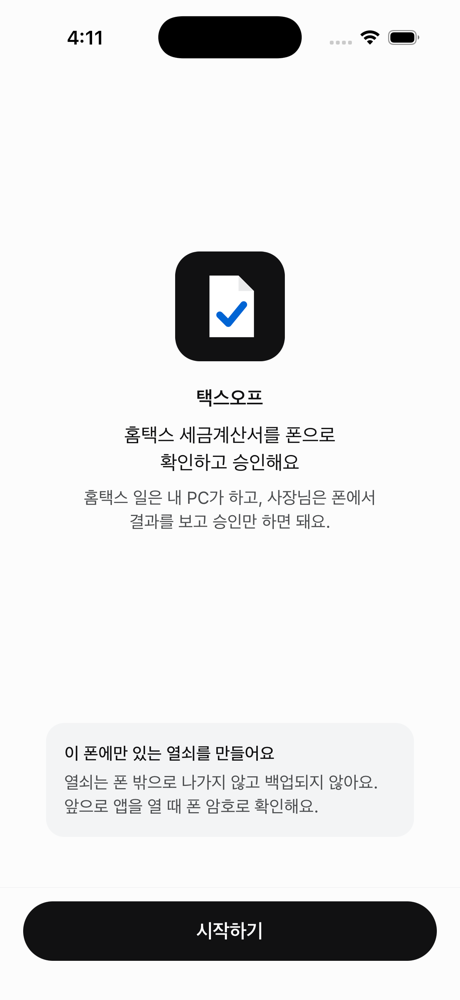 4:11
택스오프
홈택스 세금계산서를 폰으로
확인하고 승인해요
홈택스 일은 내 PC가 하고, 사장님은 폰에서
결과를 보고 승인만 하면 돼요.
이 폰에만 있는 열쇠를 만들어요
열쇠는 폰 밖으로 나가지 않고 백업되지 않아요.
앞으로 앱을 열 때 폰 암호로 확인해요.
시작하기